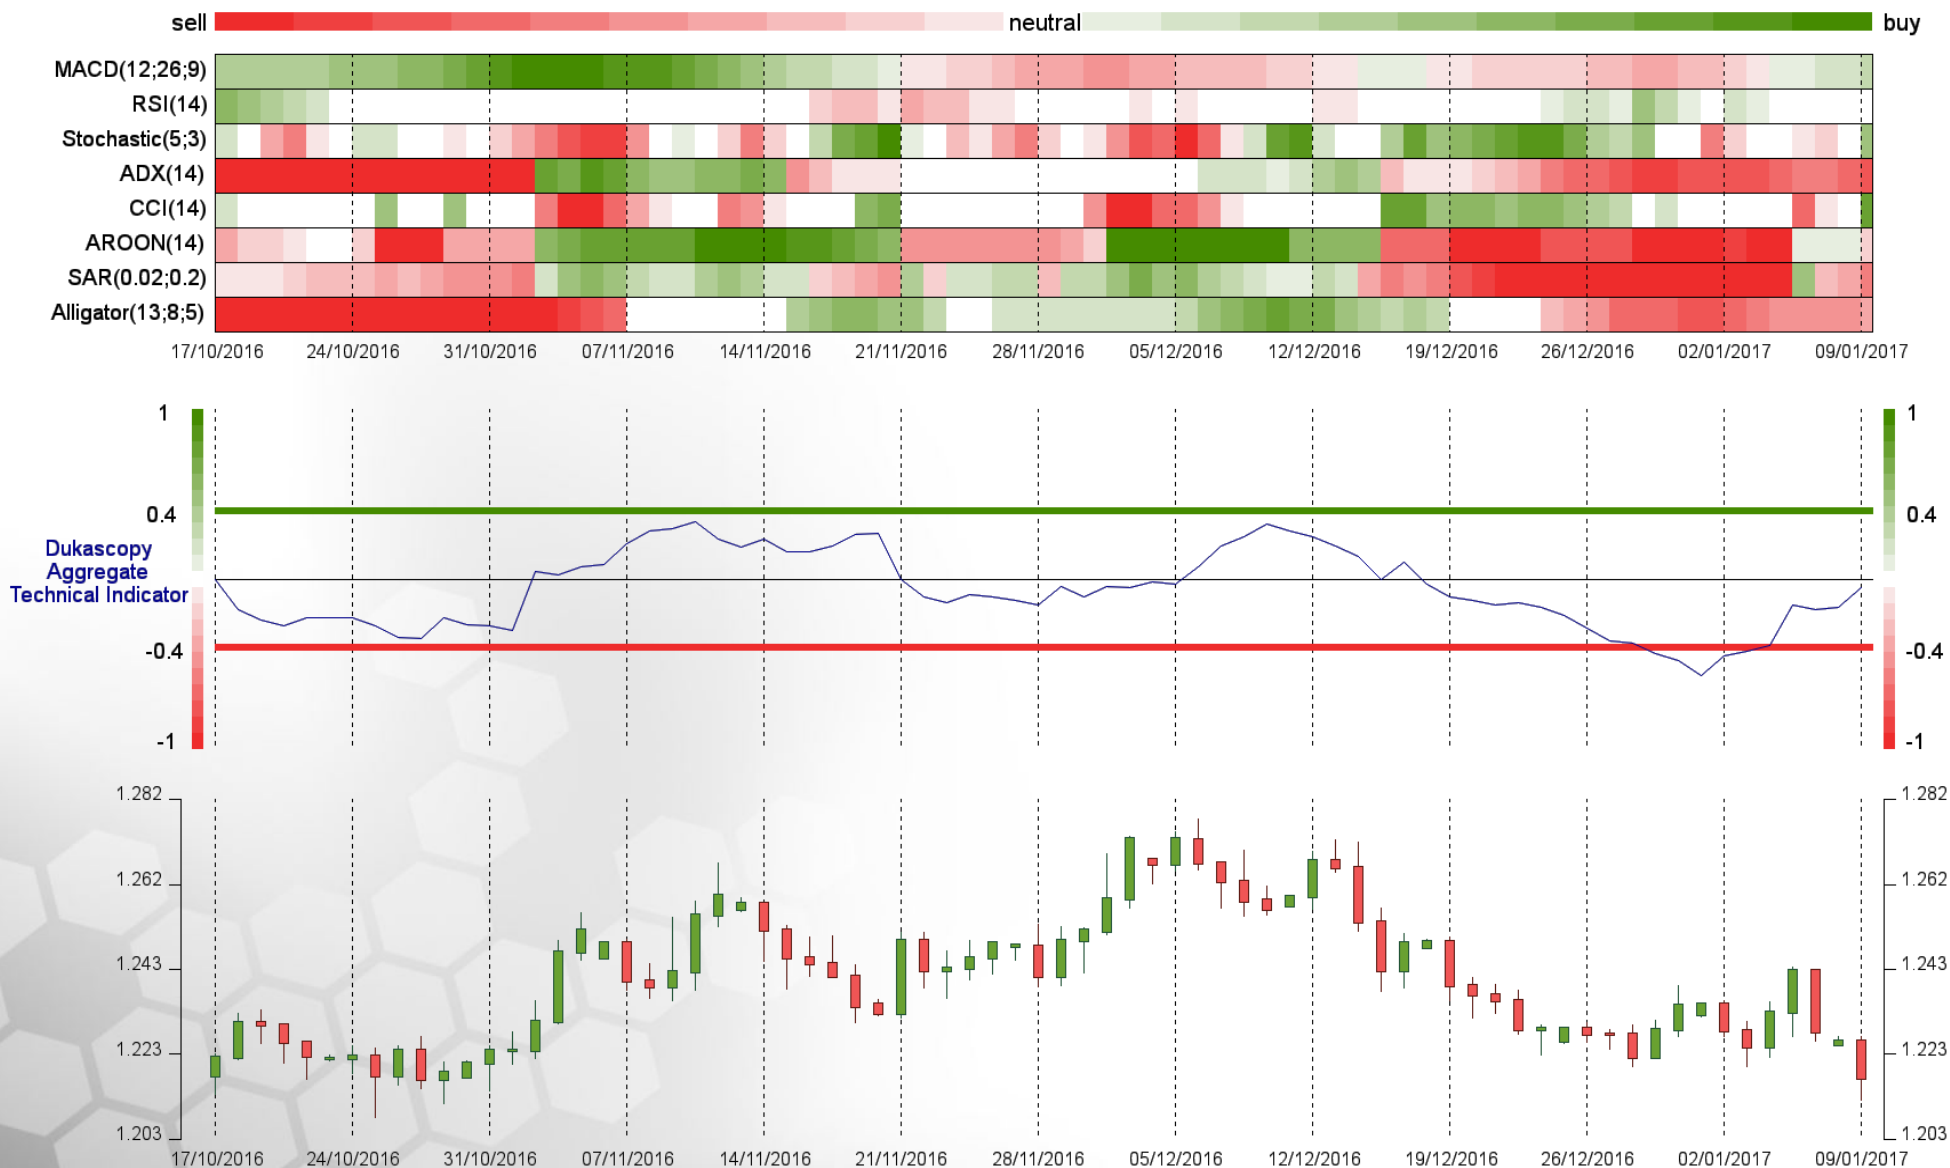 sell neutral buy
MACD(12;26;9)
RSI(14)
Stochastic(5;3)
ADX(14)
CCI(14)
AROON(14)
SAR(0.02;0.2)
Alligator(13;8;5)
17/10/2016 24/10/2016 31/10/2016 07/11/2016 14/11/2016 21/11/2016 28/11/2016 05/12/2016 12/12/2016 19/12/2016 26/12/2016 02/01/2017 09/01/2017
1 1
0.4 0.4
Dukascopy
Aggregate
Technical Indicator
-0.4 -0.4
-1 -1
1.282 1.282
1.262 1.262
1.243 1.243
1.223 1.223
1.203 1.203
17/10/2016 24/10/2016 31/10/2016 07/11/2016 14/11/2016 21/11/2016 28/11/2016 05/12/2016 12/12/2016 19/12/2016 26/12/2016 02/01/2017 09/01/2017